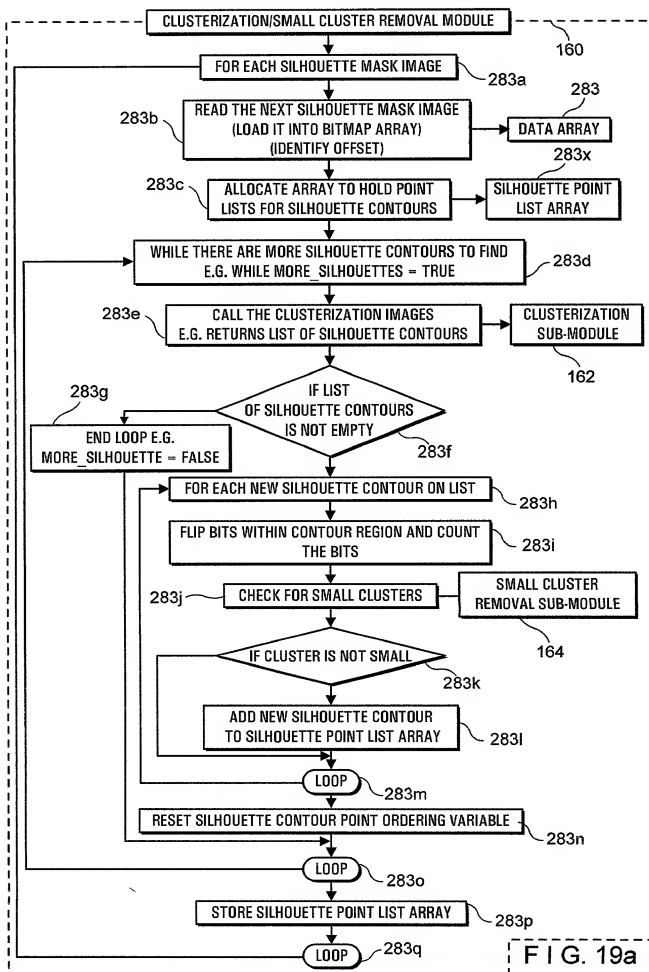 CLUSTERIZATION/SMALL CLUSTER REMOVAL MODULE
160
FOR EACH SILHOUETTE MASK IMAGE
283a
283b
READ THE NEXT SILHOUETTE MASK IMAGE
(LOAD IT INTO BITMAP ARRAY)
(IDENTIFY OFFSET)
283
DATA ARRAY
283c
ALLOCATE ARRAY TO HOLD POINT
LISTS FOR SILHOUETTE CONTOURS
283x
SILHOUETTE POINT
LIST ARRAY
WHILE THERE ARE MORE SILHOUETTE CONTOURS TO FIND
E.G. WHILE MORE_SILHOUETTES = TRUE
283d
283e
CALL THE CLUSTERIZATION IMAGES
E.G. RETURNS LIST OF SILHOUETTE CONTOURS
CLUSTERIZATION
SUB-MODULE
162
IF LIST
OF SILHOUETTE CONTOURS
IS NOT EMPTY
283f
283g
END LOOP E.G.
MORE_SILHOUETTE = FALSE
FOR EACH NEW SILHOUETTE CONTOUR ON LIST
283h
FLIP BITS WITHIN CONTOUR REGION AND COUNT
THE BITS
283i
283j
CHECK FOR SMALL CLUSTERS
SMALL CLUSTER
REMOVAL SUB-MODULE
164
IF CLUSTER IS NOT SMALL
283k
ADD NEW SILHOUETTE CONTOUR
TO SILHOUETTE POINT LIST ARRAY
283l
LOOP
283m
RESET SILHOUETTE CONTOUR POINT ORDERING VARIABLE
283n
LOOP
283o
STORE SILHOUETTE POINT LIST ARRAY
283p
LOOP
283q
FIG. 19a